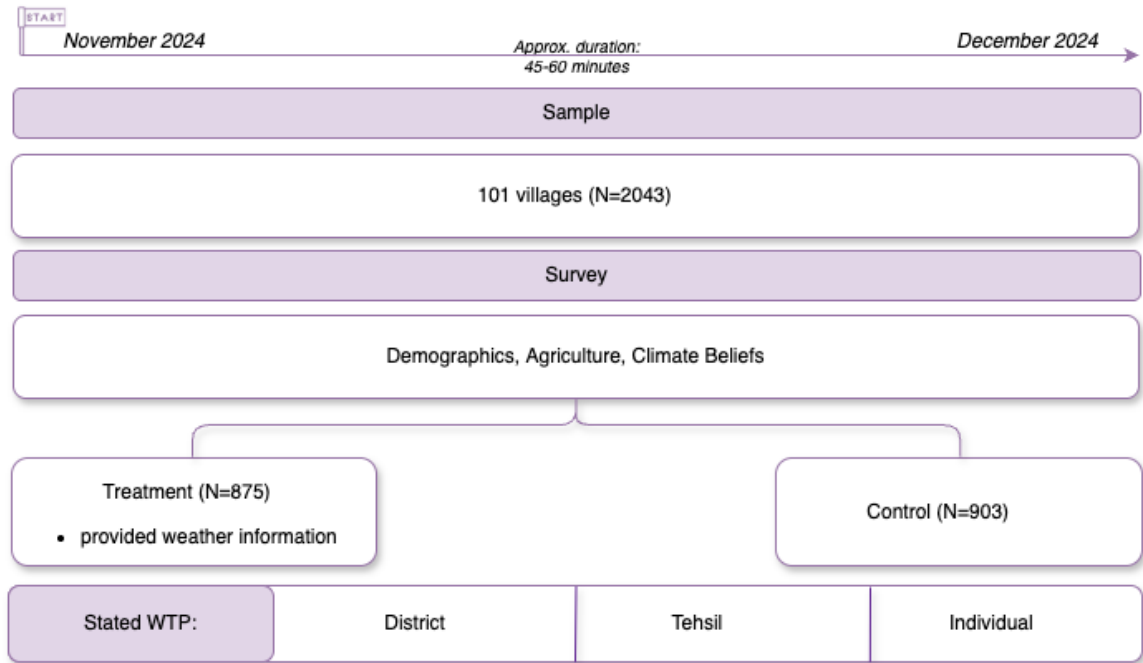 START
November 2024
Approx. duration:
45-60 minutes
December 2024
Sample
101 villages (N=2043)
Survey
Demographics, Agriculture, Climate Beliefs
Treatment (N=875)
• provided weather information
Control (N=903)
Stated WTP:
District
Tehsil
Individual